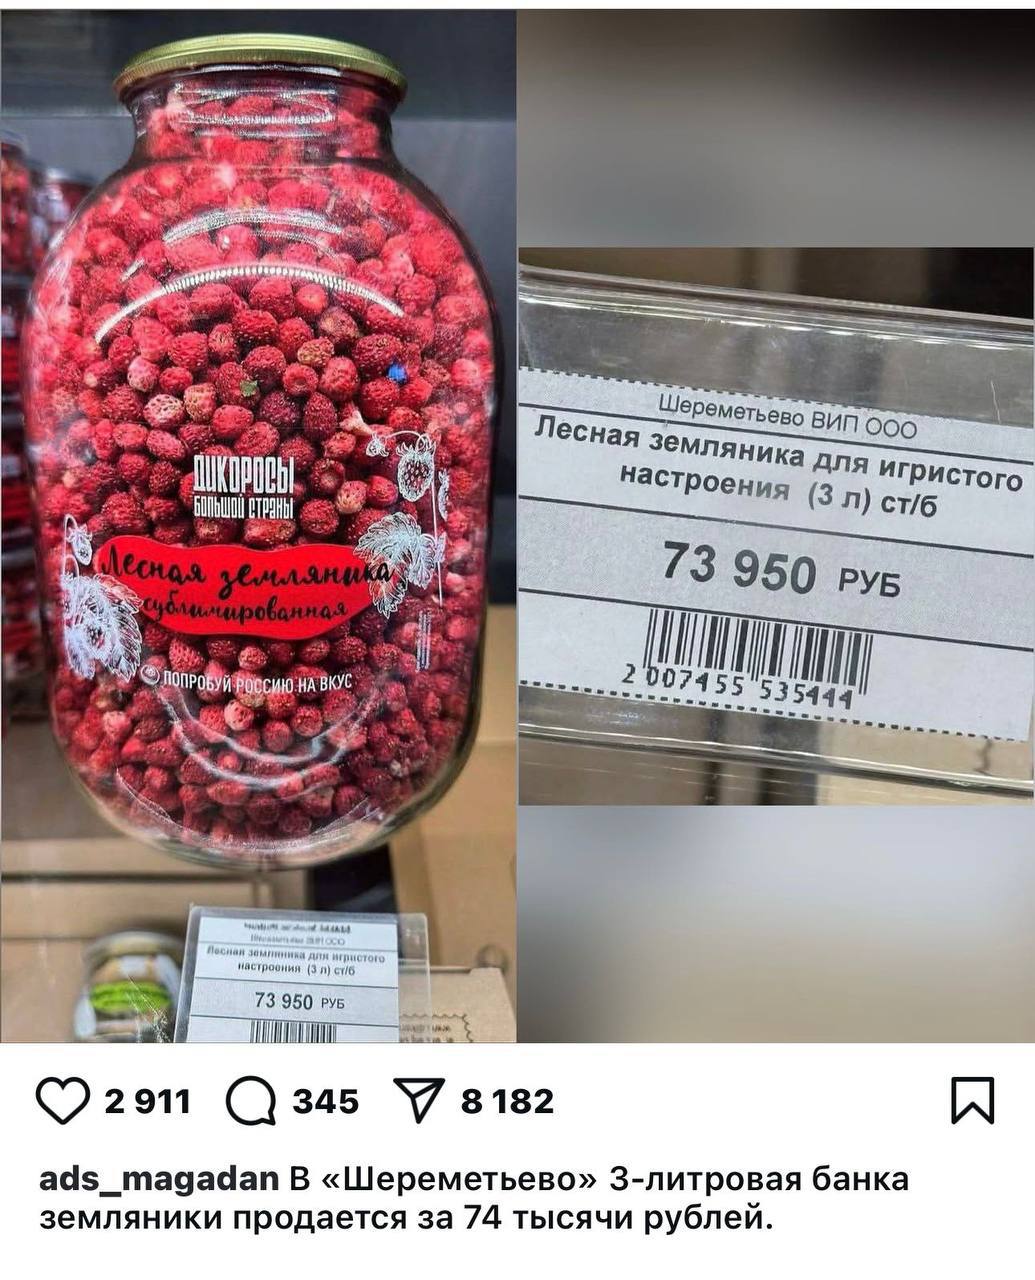 ДИКОРОСЫ
БОЛЬШОЙ СТРАНЫ
Лесная земляника
сублимированная
ПОПРОБУЙ РОССИЮ НА ВКУС
Лесная земляника для игристого
настроения (3 л) ст/б
73 950 РУБ
Шереметьево ВИП ООО
Лесная земляника для игристого
настроения (3 л) ст/б
73 950 РУБ
2 007455 535444
2 911 345 8 182
ads_magadan В «Шереметьево» 3-литровая банка
земляники продается за 74 тысячи рублей.